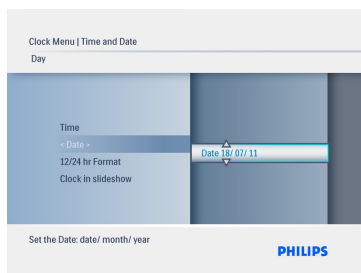 Clock Menu | Time and Date
Day
Time
< Date >
12/24 hr Format
Clock in slideshow
Date 18/ 07/ 11
Set the Date: date/ month/ year
PHILIPS